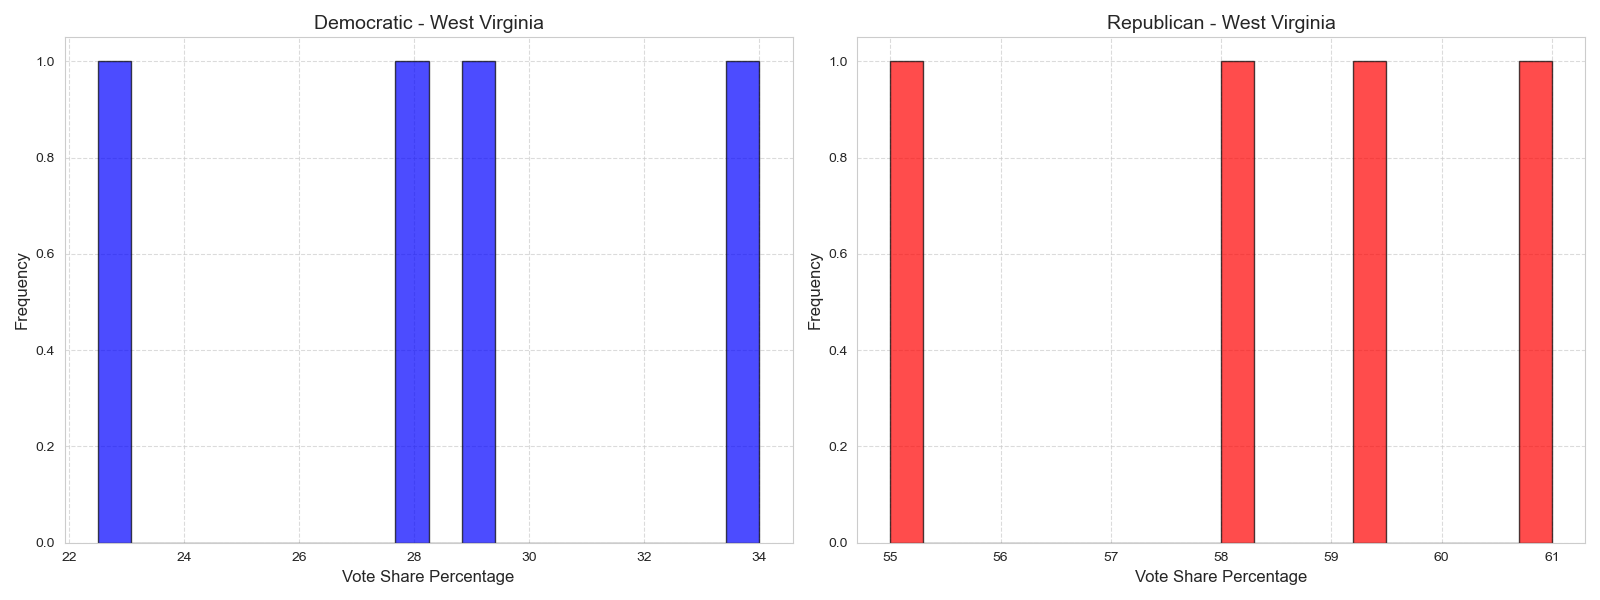 Democratic - West Virginia
Frequency
1.0
0.8
0.6
0.4
0.2
0.0
22 24 26 28 30 32 34
Vote Share Percentage
Republican - West Virginia
Frequency
1.0
0.8
0.6
0.4
0.2
0.0
55 56 57 58 59 60 61
Vote Share Percentage